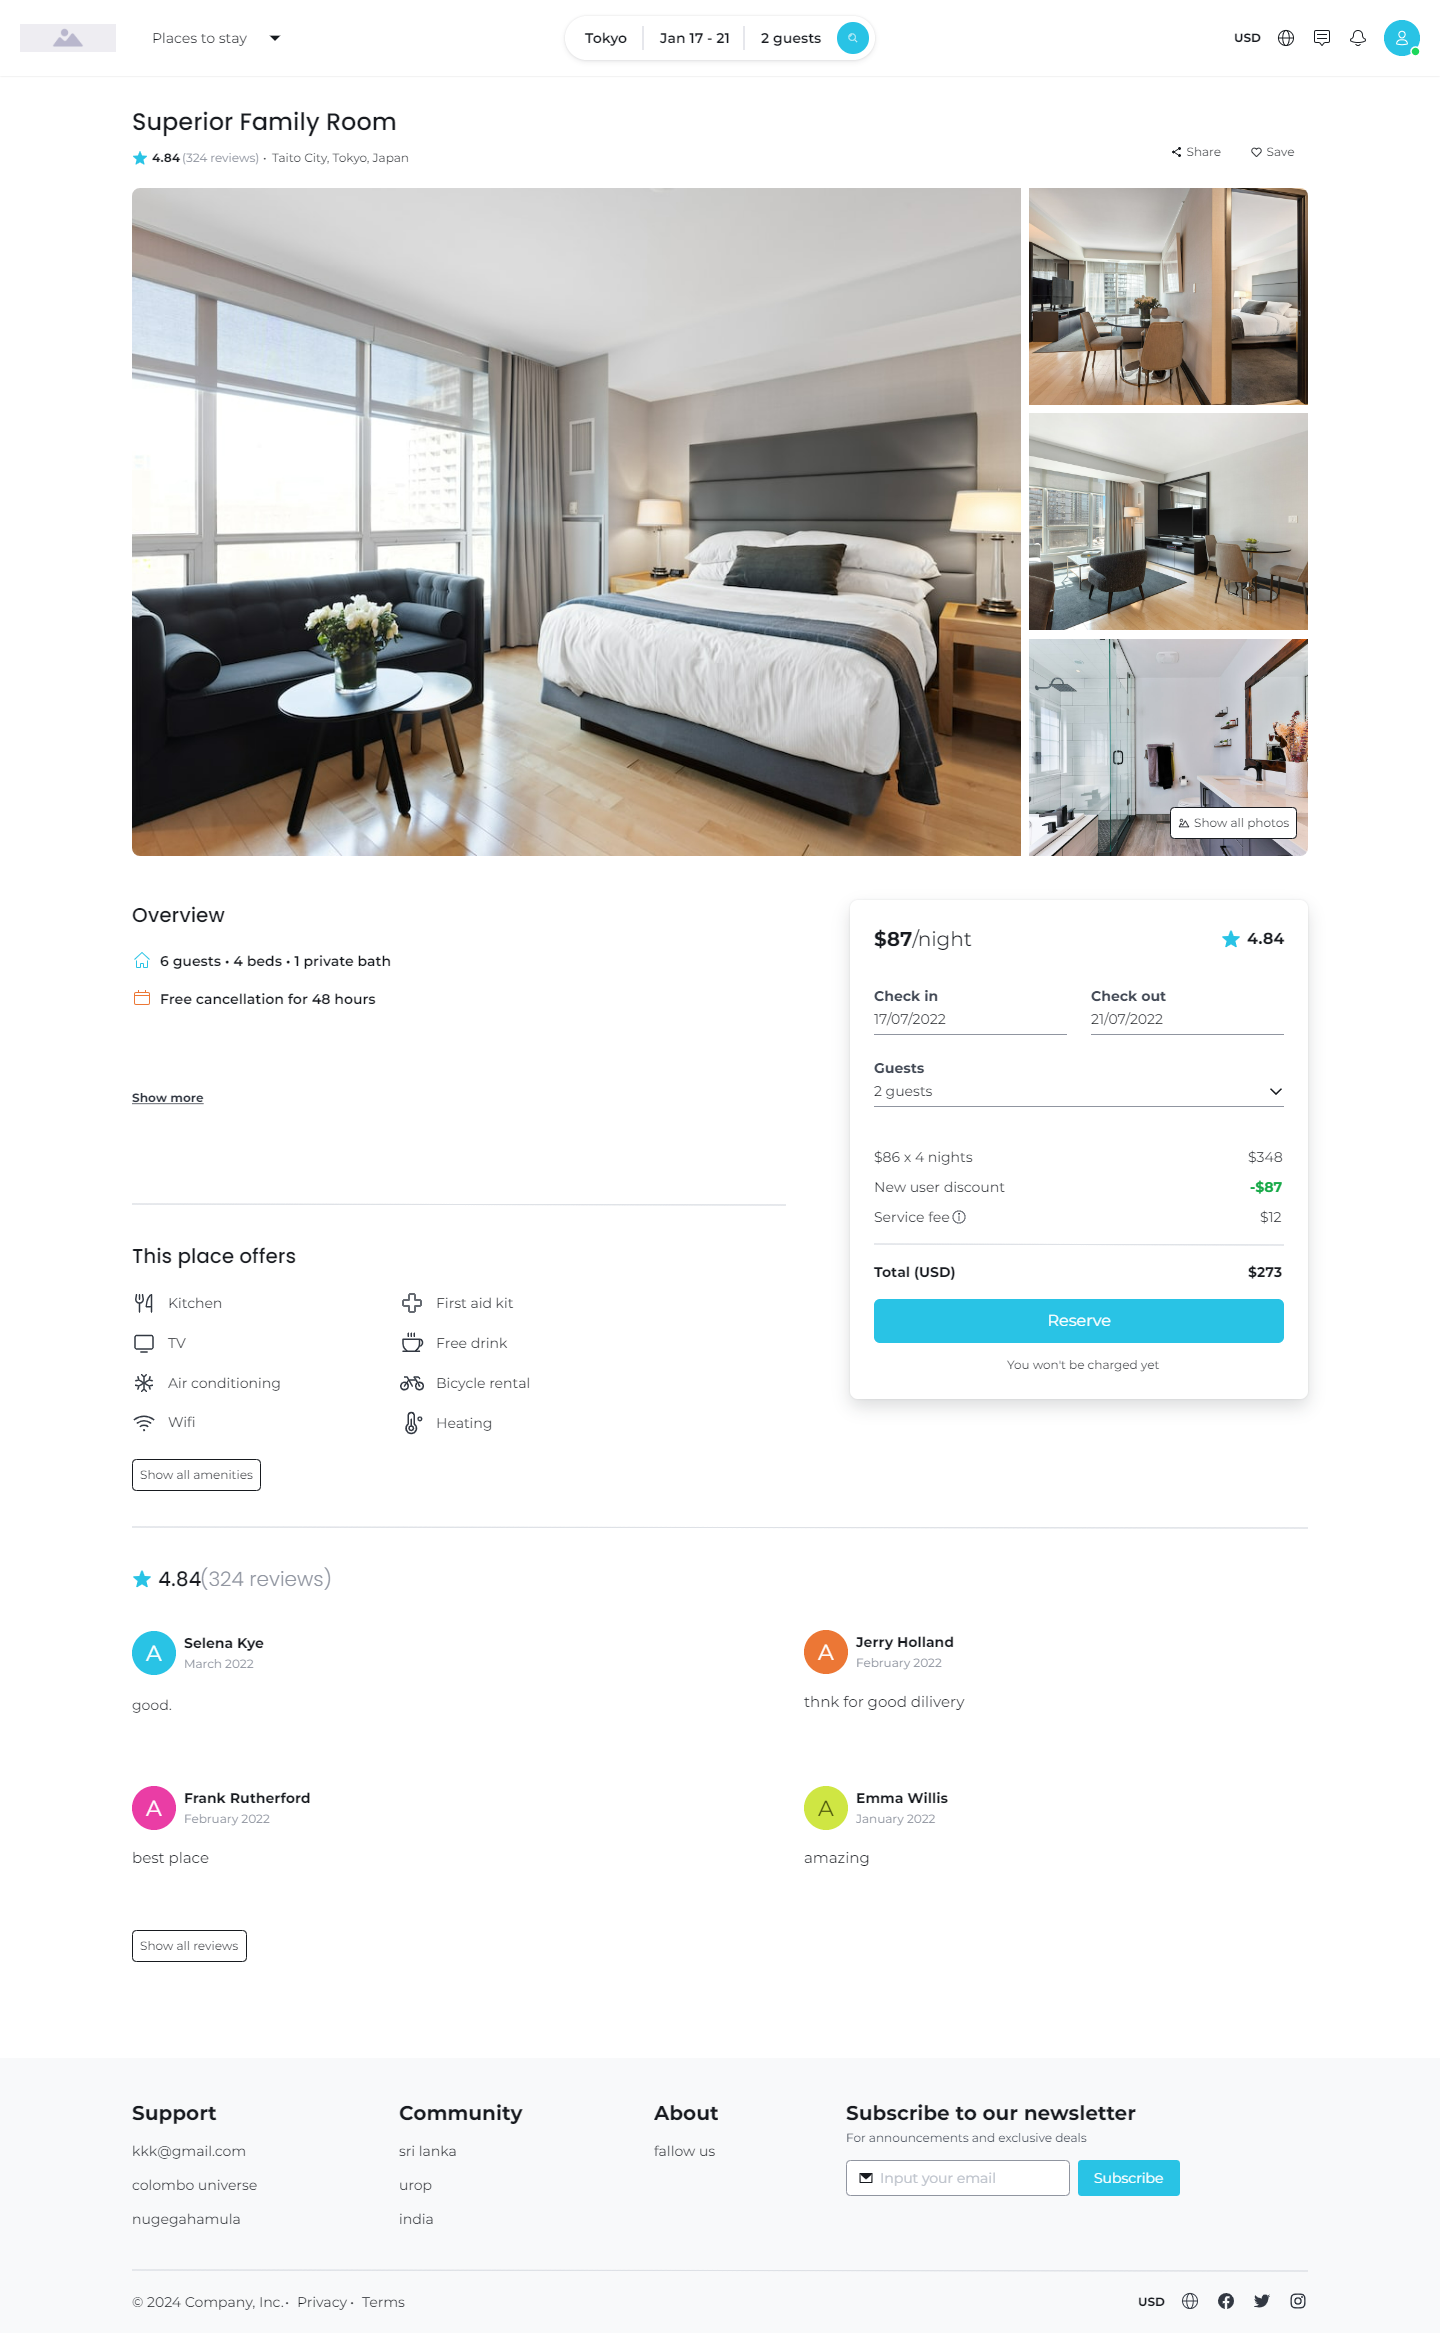 Places to stay
Tokyo
Jan 17 - 21
2 guests
USD
Superior Family Room
4.84 (324 reviews) · Taito City, Tokyo, Japan
Share
Save
Show all photos
Overview
6 guests • 4 beds • 1 private bath
Free cancellation for 48 hours
Show more
$87/night
4.84
Check in
Check out
17/07/2022
21/07/2022
Guests
2 guests
$86 x 4 nights
$348
New user discount
-$87
Service fee
$12
Total (USD)
$273
Reserve
You won't be charged yet
This place offers
Kitchen
First aid kit
TV
Free drink
Air conditioning
Bicycle rental
Wifi
Heating
Show all amenities
4.84(324 reviews)
A
Selena Kye
March 2022
good.
A
Jerry Holland
February 2022
thnk for good dilivery
A
Frank Rutherford
February 2022
best place
A
Emma Willis
January 2022
amazing
Show all reviews
Support
kkk@gmail.com
colombo universe
nugegahamula
Community
sri lanka
urop
india
About
fallow us
Subscribe to our newsletter
For announcements and exclusive deals
Input your email
Subscribe
© 2024 Company, Inc. · Privacy · Terms
USD